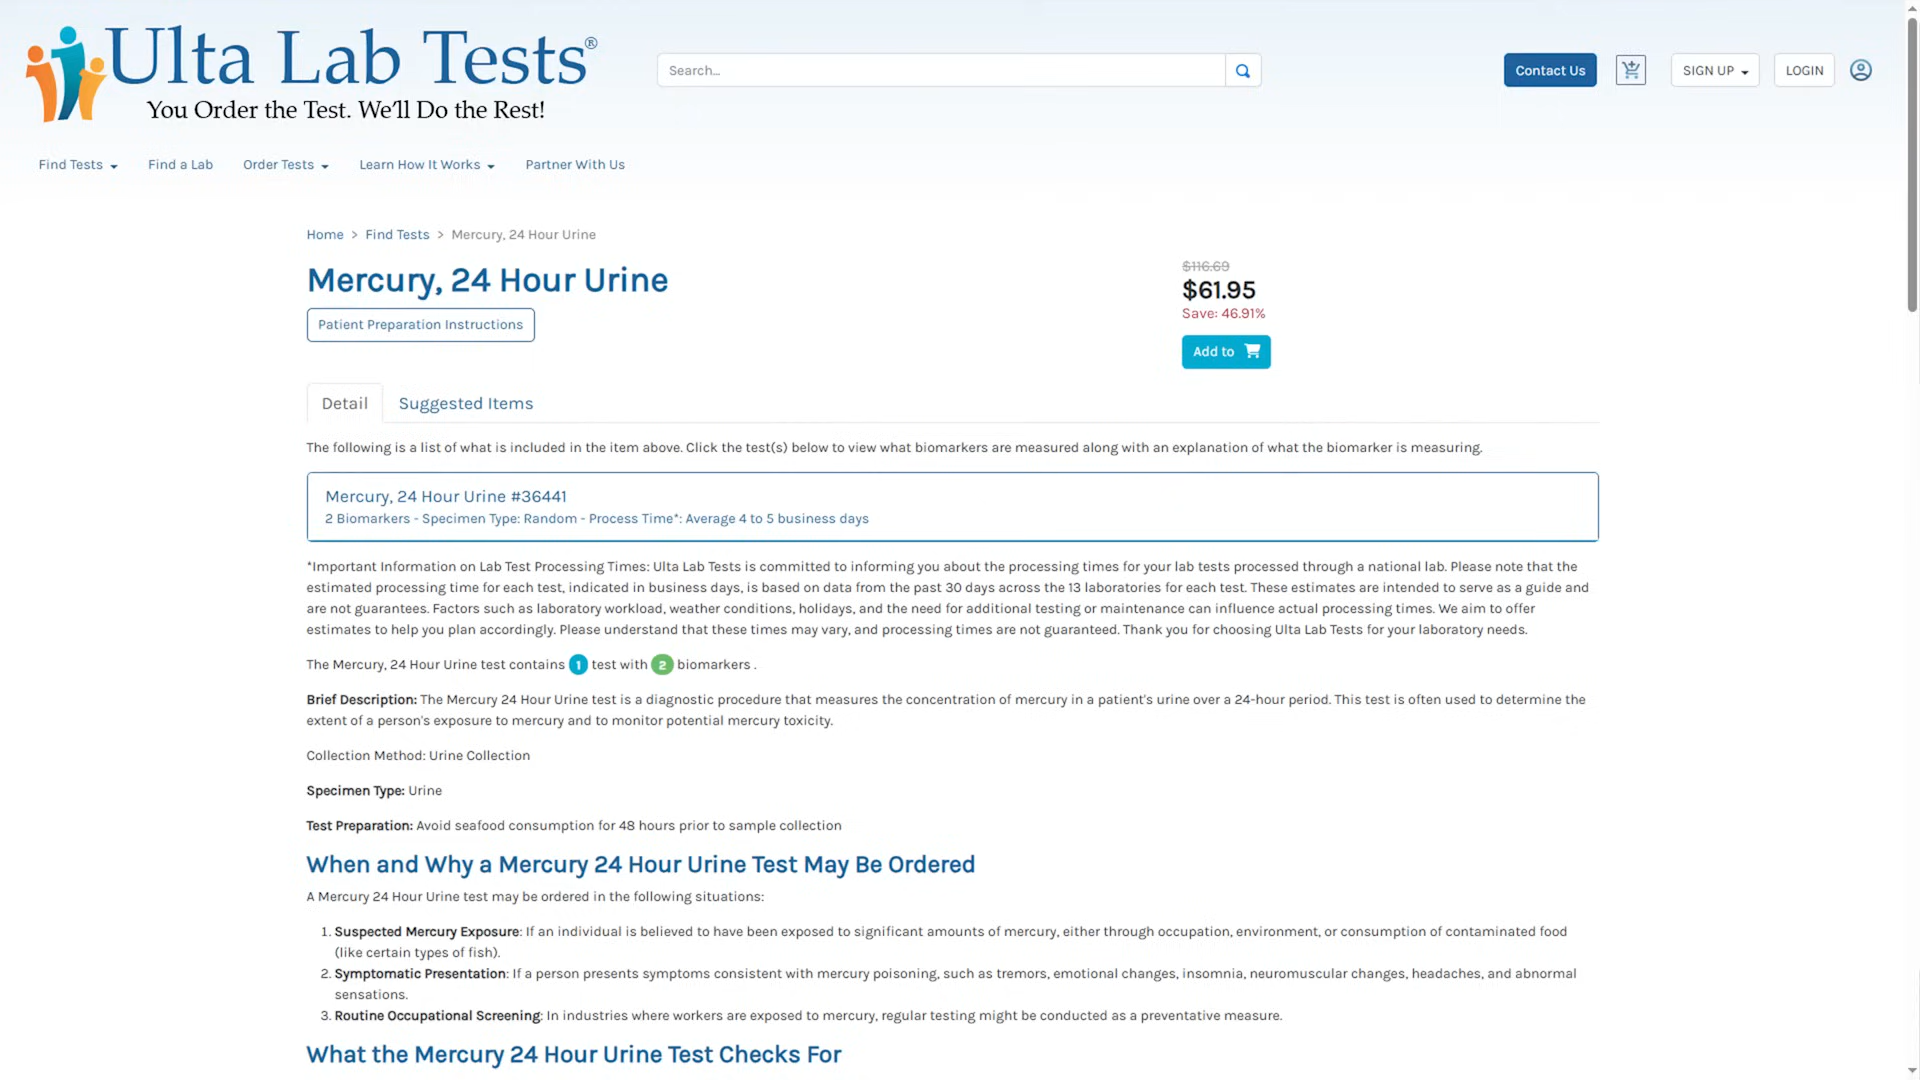 Ulta Lab Tests®
You Order the Test. We'll Do the Rest!
Search...
Contact Us
SIGN UP
LOGIN
Find Tests
Find a Lab
Order Tests
Learn How It Works
Partner With Us
Home > Find Tests > Mercury, 24 Hour Urine
Mercury, 24 Hour Urine
$116.69
$61.95
Save: 46.91%
Patient Preparation Instructions
Add to
Detail
Suggested Items
The following is a list of what is included in the item above. Click the test(s) below to view what biomarkers are measured along with an explanation of what the biomarker is measuring.
Mercury, 24 Hour Urine #36441
2 Biomarkers - Specimen Type: Random - Process Time*: Average 4 to 5 business days
*Important Information on Lab Test Processing Times: Ulta Lab Tests is committed to informing you about the processing times for your lab tests processed through a national lab. Please note that the
estimated processing time for each test, indicated in business days, is based on data from the past 30 days across the 13 laboratories for each test. These estimates are intended to serve as a guide and
are not guarantees. Factors such as laboratory workload, weather conditions, holidays, and the need for additional testing or maintenance can influence actual processing times. We aim to offer
estimates to help you plan accordingly. Please understand that these times may vary, and processing times are not guaranteed. Thank you for choosing Ulta Lab Tests for your laboratory needs.
The Mercury, 24 Hour Urine test contains 1 test with 2 biomarkers .
Brief Description: The Mercury 24 Hour Urine test is a diagnostic procedure that measures the concentration of mercury in a patient's urine over a 24-hour period. This test is often used to determine the
extent of a person's exposure to mercury and to monitor potential mercury toxicity.
Collection Method: Urine Collection
Specimen Type: Urine
Test Preparation: Avoid seafood consumption for 48 hours prior to sample collection
When and Why a Mercury 24 Hour Urine Test May Be Ordered
A Mercury 24 Hour Urine test may be ordered in the following situations:
1. Suspected Mercury Exposure: If an individual is believed to have been exposed to significant amounts of mercury, either through occupation, environment, or consumption of contaminated food
(like certain types of fish).
2. Symptomatic Presentation: If a person presents symptoms consistent with mercury poisoning, such as tremors, emotional changes, insomnia, neuromuscular changes, headaches, and abnormal
sensations.
3. Routine Occupational Screening: In industries where workers are exposed to mercury, regular testing might be conducted as a preventative measure.
What the Mercury 24 Hour Urine Test Checks For